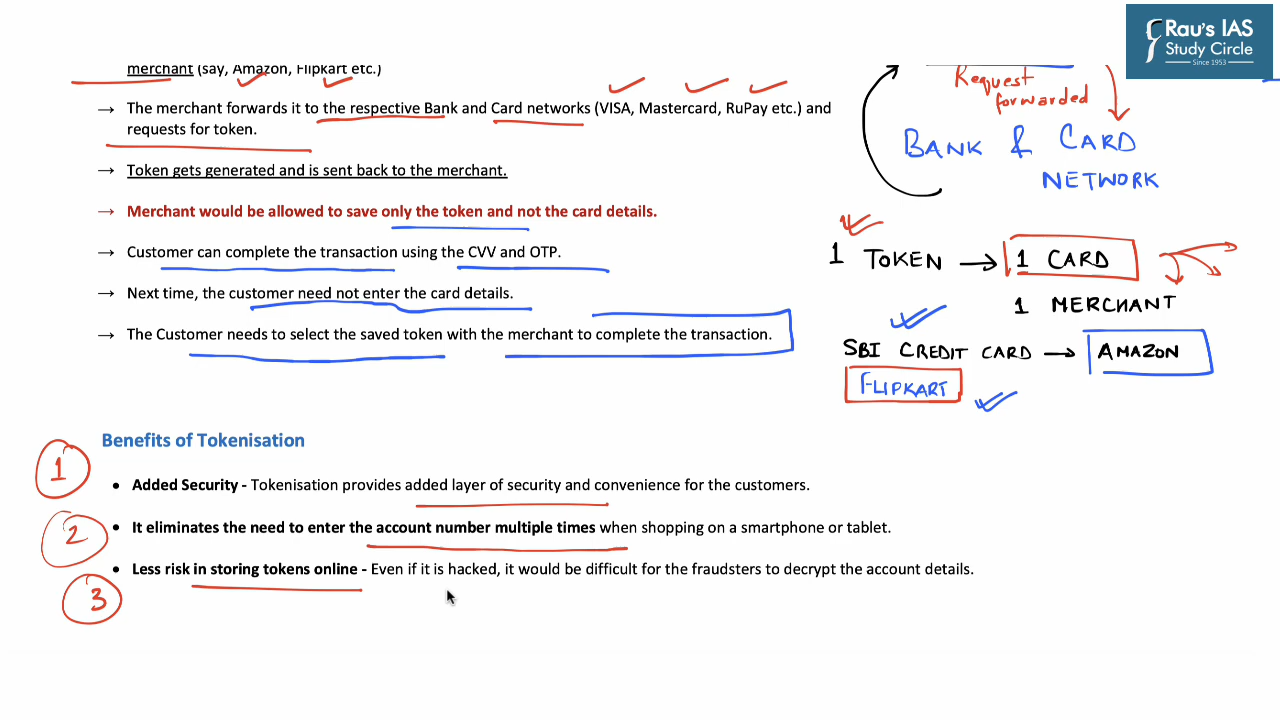 Rau's IAS
Study Circle
Since 1953
merchant (say, Amazon, Flipkart etc.)
→ The merchant forwards it to the respective Bank and Card networks (VISA, Mastercard, RuPay etc.) and
requests for token.
→ Token gets generated and is sent back to the merchant.
→ Merchant would be allowed to save only the token and not the card details.
→ Customer can complete the transaction using the CVV and OTP.
→ Next time, the customer need not enter the card details.
→ The Customer needs to select the saved token with the merchant to complete the transaction.
Request
forwarded
BANK & CARD
NETWORK
1 TOKEN → 1 CARD
1 MERCHANT
SBI CREDIT CARD → AMAZON
FLIPKART
Benefits of Tokenisation
1
• Added Security - Tokenisation provides added layer of security and convenience for the customers.
2
• It eliminates the need to enter the account number multiple times when shopping on a smartphone or tablet.
3
• Less risk in storing tokens online - Even if it is hacked, it would be difficult for the fraudsters to decrypt the account details.